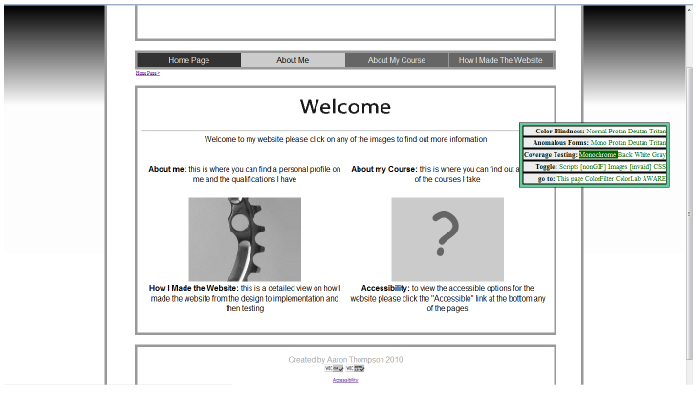 Home Page
About Me
About My Course
How I Made The Website
Home Page >
Welcome
Welcome to my website please click on any of the images to find out more information
About me: this is where you can find a personal profile on
me and the qualifications I have
About my Course: this is where you can find out a
of the courses I take
Color Blindness: Normal Protan Deutan Tritan
Anomalous Forms: Mono Protan Deutan Tritan
Coverage Testing: Monochrome Back White Gray
Toggle: Scripts [nonGIF] Images [invald] CSS
go to: This page ColorFilter ColorLab AWARE
?
How I Made the Website: this is a detailed view on how I
made the website from the design to implementation and
then testing
Accessibility: to view the accessible options for the
website please click the "Accessible" link at the bottom any
of the pages
Created by Aaron Thompson 2010
Accessibility